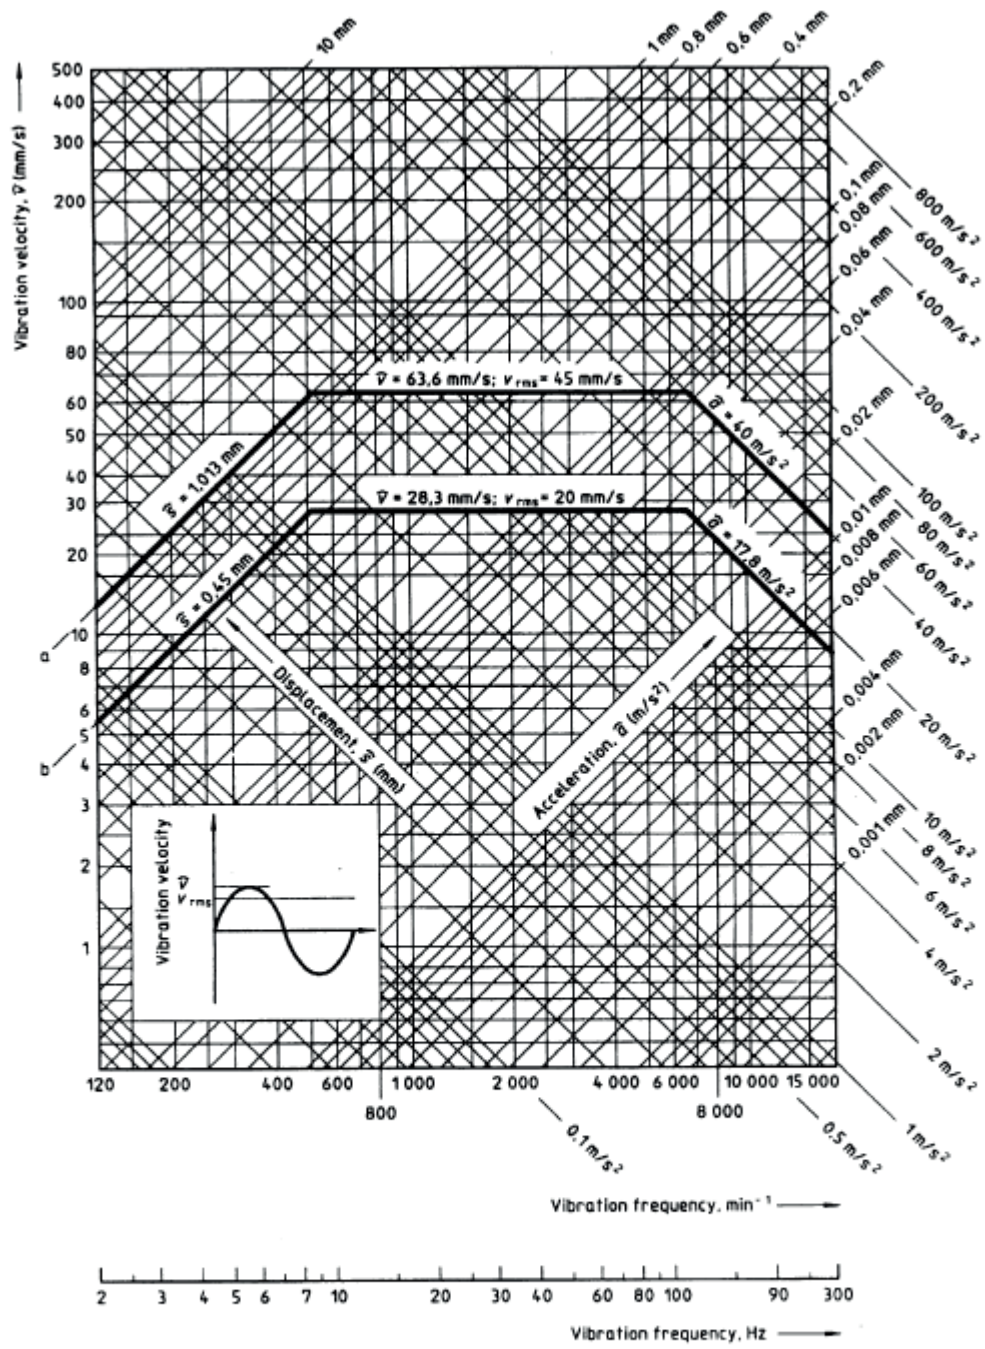 10 mm
1 mm
0,8 mm
0,6 mm
0,4 mm
0,2 mm
0,1 mm
0,08 mm
0,06 mm
0,04 mm
0,02 mm
0,01 mm
0,008 mm
0,006 mm
0,004 mm
0,002 mm
0,001 mm
800 m/s²
600 m/s²
400 m/s²
200 m/s²
100 m/s²
80 m/s²
60 m/s²
40 m/s²
20 m/s²
10 m/s²
8 m/s²
6 m/s²
4 m/s²
2 m/s²
1 m/s²
0,5 m/s²
0,1 m/s²
Vibration velocity, v̂ (mm/s)
500
400
300
200
100
80
60
50
40
30
20
10
8
6
5
4
3
2
1
a
b
v̂ = 63,6 mm/s; v rms = 45 mm/s
ŝ = 1,013 mm
â = 40 m/s²
v̂ = 28,3 mm/s; v rms = 20 mm/s
(ŝ = 0,45 mm
â = 17,8 m/s²
Displacement, ŝ (mm)
Acceleration, â (m/s²)
Vibration velocity
v̂
v rms
120 200 400 600 1 000 2 000 4 000 6 000 10 000 15 000
800 8 000
Vibration frequency, min⁻¹
2 3 4 5 6 7 10 20 30 40 60 80 100 90 300
Vibration frequency, Hz